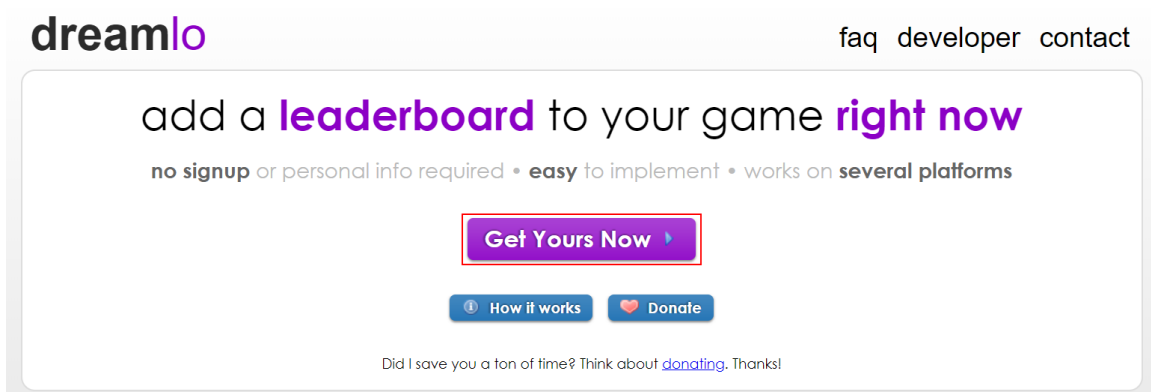 dreamlo
faq developer contact
add a leaderboard to your game right now
no signup or personal info required • easy to implement • works on several platforms
Get Yours Now
How it works
Donate
Did I save you a ton of time? Think about donating. Thanks!